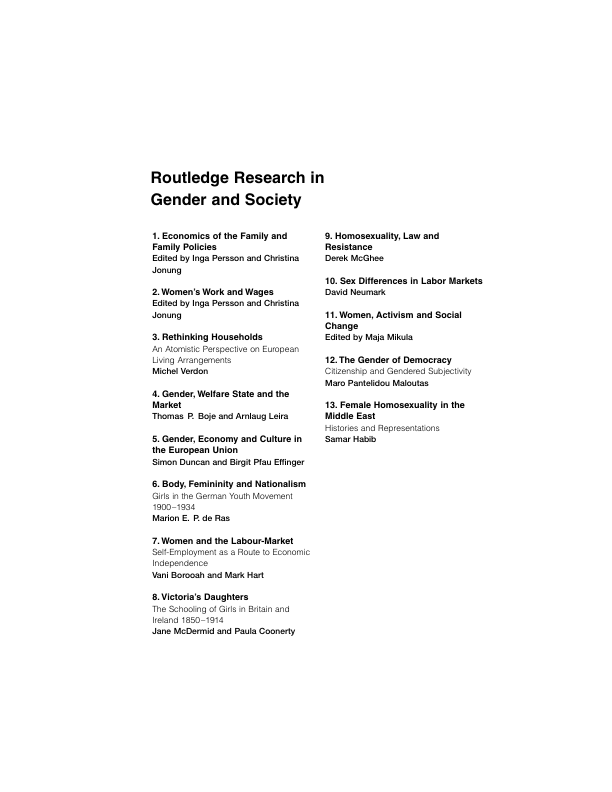 Routledge Research in
Gender and Society
1. Economics of the Family and
Family Policies
Edited by Inga Persson and Christina
Jonung
2. Women's Work and Wages
Edited by Inga Persson and Christina
Jonung
3. Rethinking Households
An Atomistic Perspective on European
Living Arrangements
Michel Verdon
4. Gender, Welfare State and the
Market
Thomas P. Boje and Arnlaug Leira
5. Gender, Economy and Culture in
the European Union
Simon Duncan and Birgit Pfau Effinger
6. Body, Femininity and Nationalism
Girls in the German Youth Movement
1900–1934
Marion E. P. de Ras
7. Women and the Labour-Market
Self-Employment as a Route to Economic
Independence
Vani Borooah and Mark Hart
8. Victoria's Daughters
The Schooling of Girls in Britain and
Ireland 1850–1914
Jane McDermid and Paula Coonerty
9. Homosexuality, Law and
Resistance
Derek McGhee
10. Sex Differences in Labor Markets
David Neumark
11. Women, Activism and Social
Change
Edited by Maja Mikula
12. The Gender of Democracy
Citizenship and Gendered Subjectivity
Maro Pantelidou Maloutas
13. Female Homosexuality in the
Middle East
Histories and Representations
Samar Habib